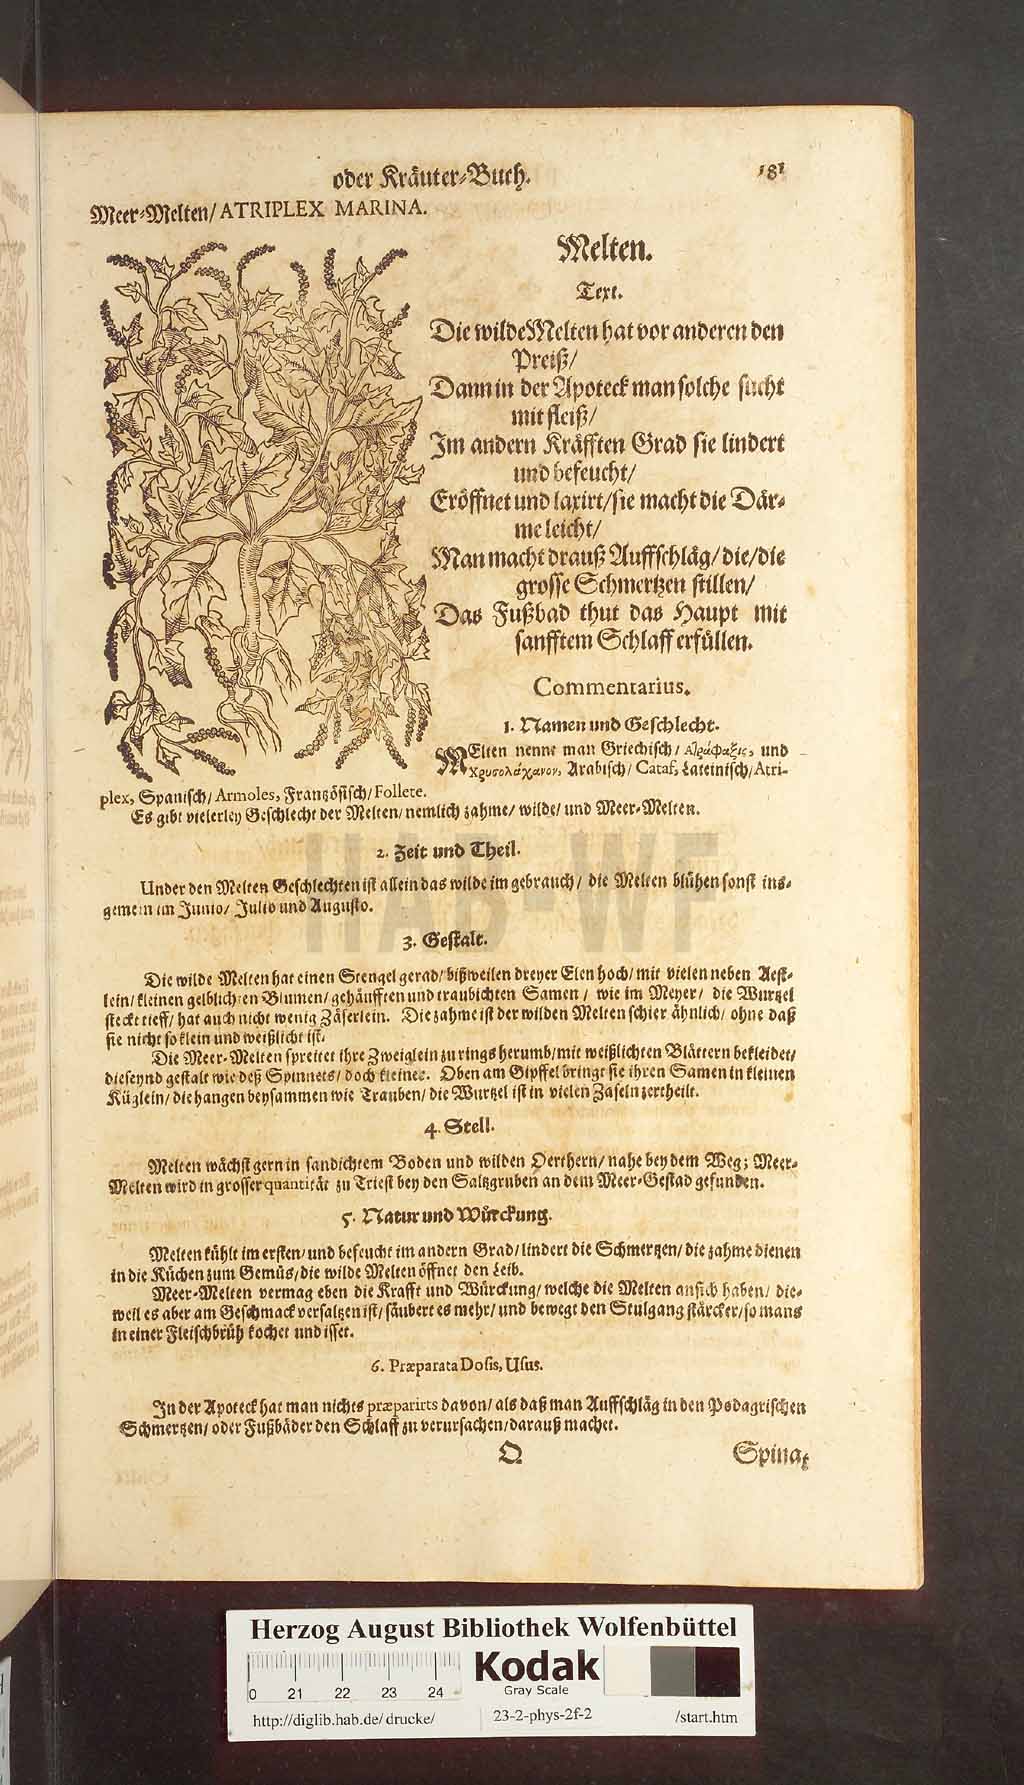 oder Kräuter-Buch.
181
Meer-Melten/ ATRIPLEX MARINA.
Melten.
Text.
Die wilde Melten hat vor anderen den
Preiß/
Dann in der Apoteck man solche sucht
mit fleiß/
Im andern Kräfften Grad sie lindert
und befeucht/
Eröffnet und laxirt/ sie macht die Där-
me leicht/
Man macht drauß Auffschläg/ die/ die
grosse Schmertzen stillen/
Das Fußbad thut das Haupt mit
sanfftem Schlaff erfüllen.
Commentarius.
1. Namen und Geschlecht.
MElten nennt man Griechisch/ Ατράφαξις, und
Χρυσολάχανον, Arabisch/ Cataf, Lateinisch/ Atri-
plex, Spanisch/ Armoles, Frantzösisch/ Follete.
Es gibt vielerley Geschlecht der Melten/ nemlich zahme/ wilde/ und Meer-Melten.
2. Zeit und Theil.
Under den Melten Geschlechten ist allein das wilde im gebrauch/ die Melten blühen sonst ins-
gemein im Junio/ Julio und Augusto.
HAB-WF
3. Gestalt.
Die wilde Melten hat einen Stengel gerad/ bißweilen dreyer Elen hoch/ mit vielen neben Aest-
lein/ kleinen gelblichten Blumen/ gehäufften und traubichten Samen/ wie im Meyer/ die Wurtzel
steckt tieff/ hat auch nicht wenig Zäserlein. Die zahme ist der wilden Melten schier ähnlich/ ohne daß
sie nicht so klein und weißlicht ist.
Die Meer-Melten spreitet ihre Zweiglein zu rings herumb/ mit weißlichten Blättern bekleidet/
die seynd gestalt wie deß Spinnets/ doch kleiner. Oben am Gipffel bringt sie ihren Samen in kleinen
Küglein/ die hangen beysammen wie Trauben/ die Wurtzel ist in vielen Zaseln zertheilt.
4. Stell.
Melten wächst gern in sandichtem Boden und wilden Oerthern/ nahe bey dem Weg; Meer-
Melten wird in grosser quantität zu Triest bey den Saltzgruben an dem Meer-Gestad gefunden.
5. Natur und Würckung.
Melten kühlt im ersten/ und befeucht im andern Grad/ lindert die Schmertzen/ die zahme dienen
in die Küchen zum Gemüs/ die wilde Melten öffnet den Leib.
Meer-Melten vermag eben die Krafft und Würckung/ welche die Melten an sich haben/ die-
weil es aber am Geschmack versaltzen ist/ säubert es mehr/ und bewegt den Stulgang stärcker/ so mans
in einer Fleischbrüh kochet und isset.
6. Præparata Dosis, Usus.
In der Apoteck hat man nichts præparirts davon/ als daß man Auffschläg in den Podagrischen
Schmertzen/ oder Fußbäder den Schlaff zu verursachen/ darauß machet.
Q
Spina,
Herzog August Bibliothek Wolfenbüttel
0 21 22 23 24
Kodak
Gray Scale
http://diglib.hab.de/ drucke/
23-2-phys-2f-2
/start.htm